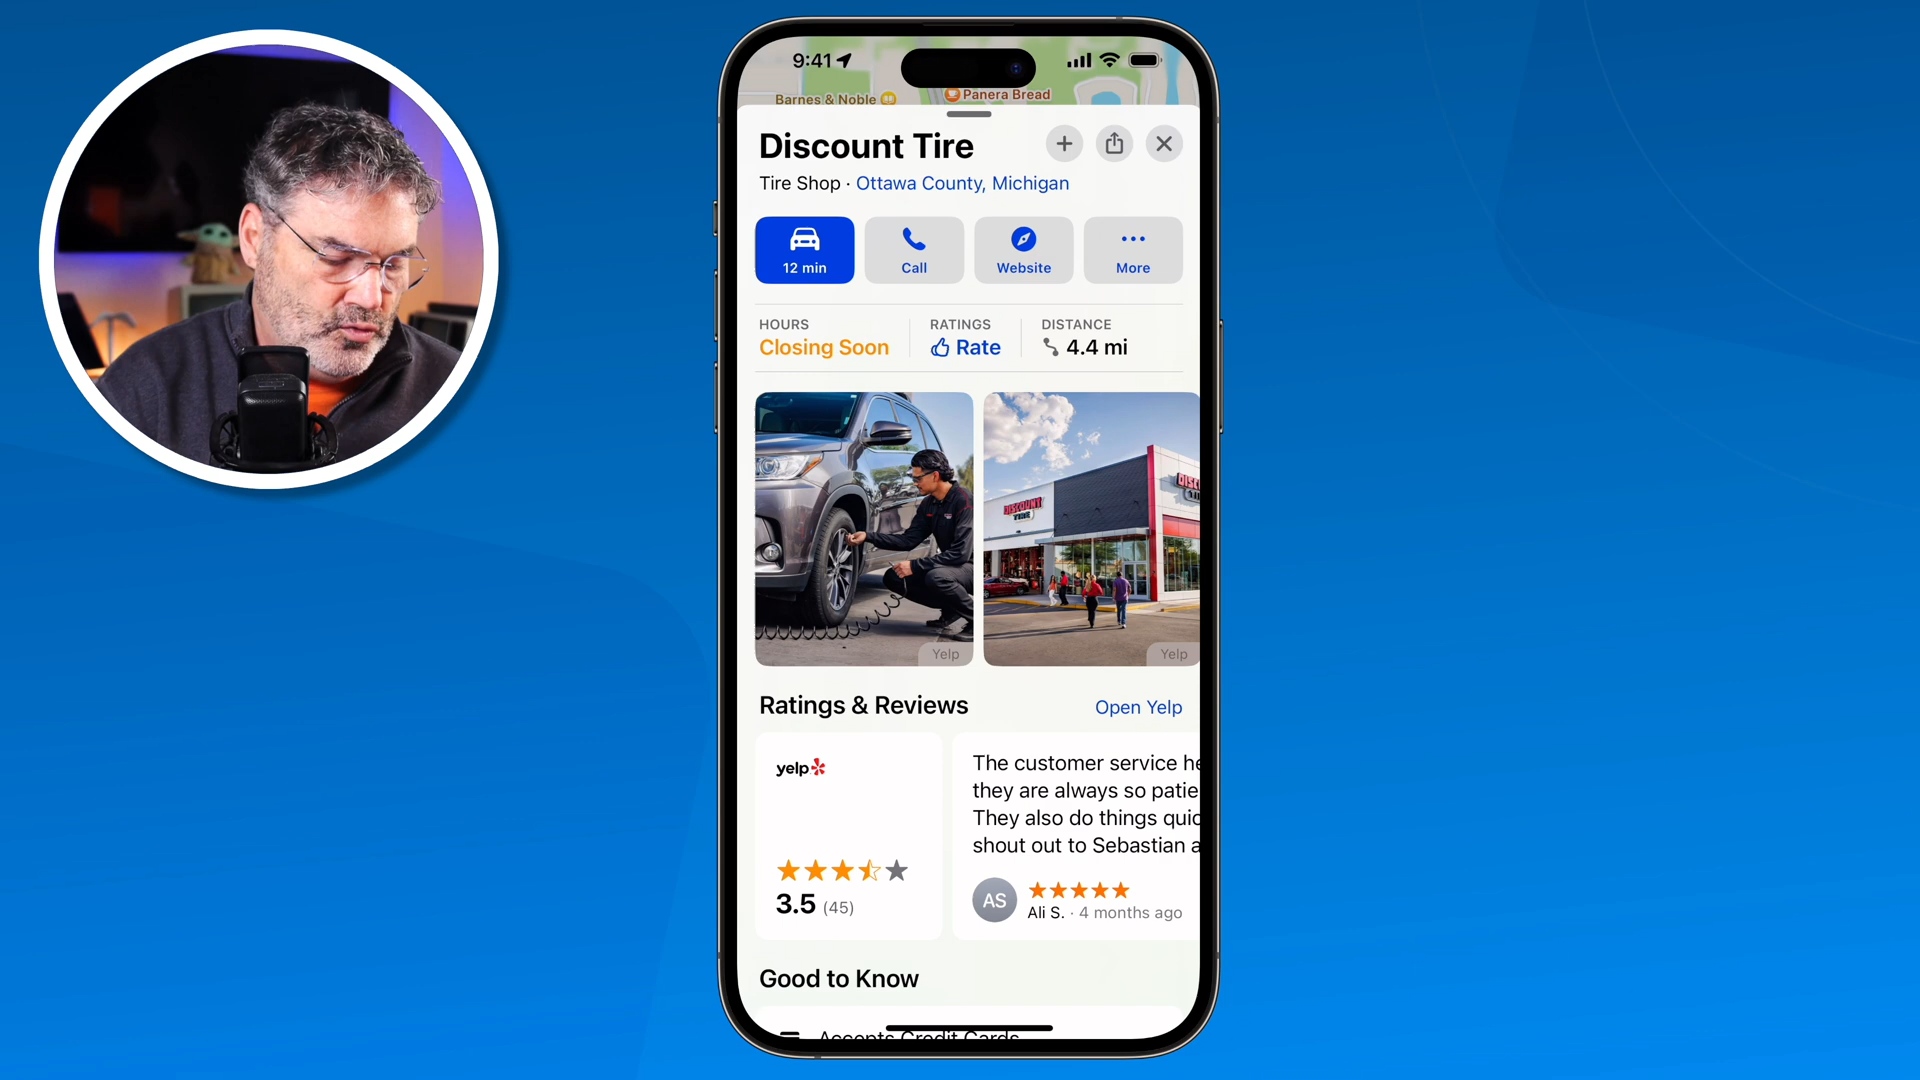 9:41
Barnes & Noble
Panera Bread
Discount Tire
Tire Shop · Ottawa County, Michigan
12 min
Call
Website
More
HOURS
Closing Soon
RATINGS
Rate
DISTANCE
4.4 mi
DISCOUNT
TIRE
Yelp
Yelp
Ratings & Reviews
Open Yelp
yelp
3.5 (45)
The customer service he
they are always so patie
They also do things quic
shout out to Sebastian a
AS
Ali S. · 4 months ago
Good to Know
Accepts Credit Cards